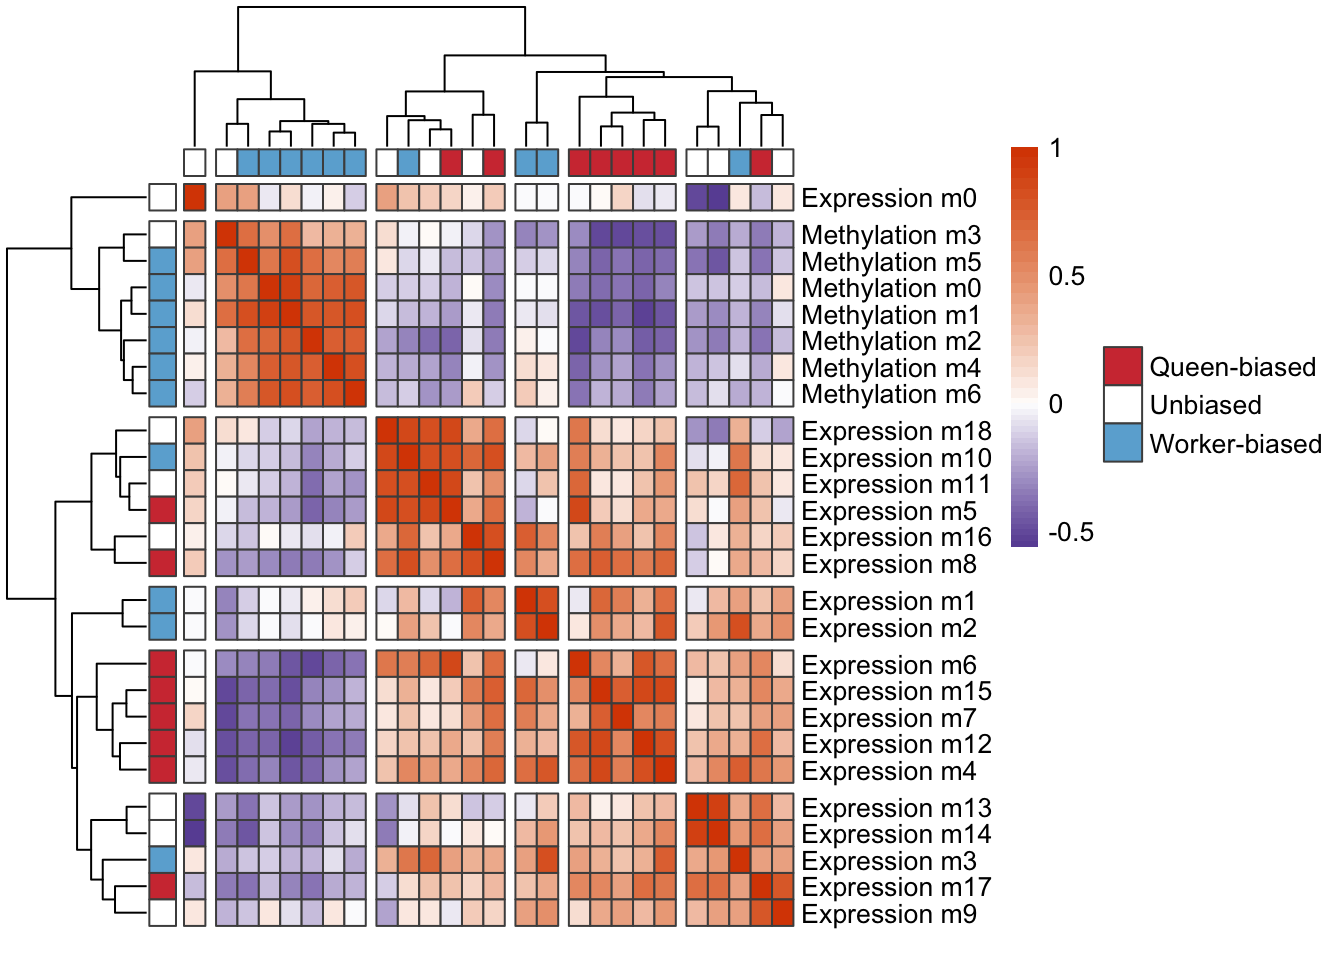 Expression m0
Methylation m3
Methylation m5
Methylation m0
Methylation m1
Methylation m2
Methylation m4
Methylation m6
Expression m18
Expression m10
Expression m11
Expression m5
Expression m16
Expression m8
Expression m1
Expression m2
Expression m6
Expression m15
Expression m7
Expression m12
Expression m4
Expression m13
Expression m14
Expression m3
Expression m17
Expression m9
1
0.5
0
-0.5
Queen-biased
Unbiased
Worker-biased